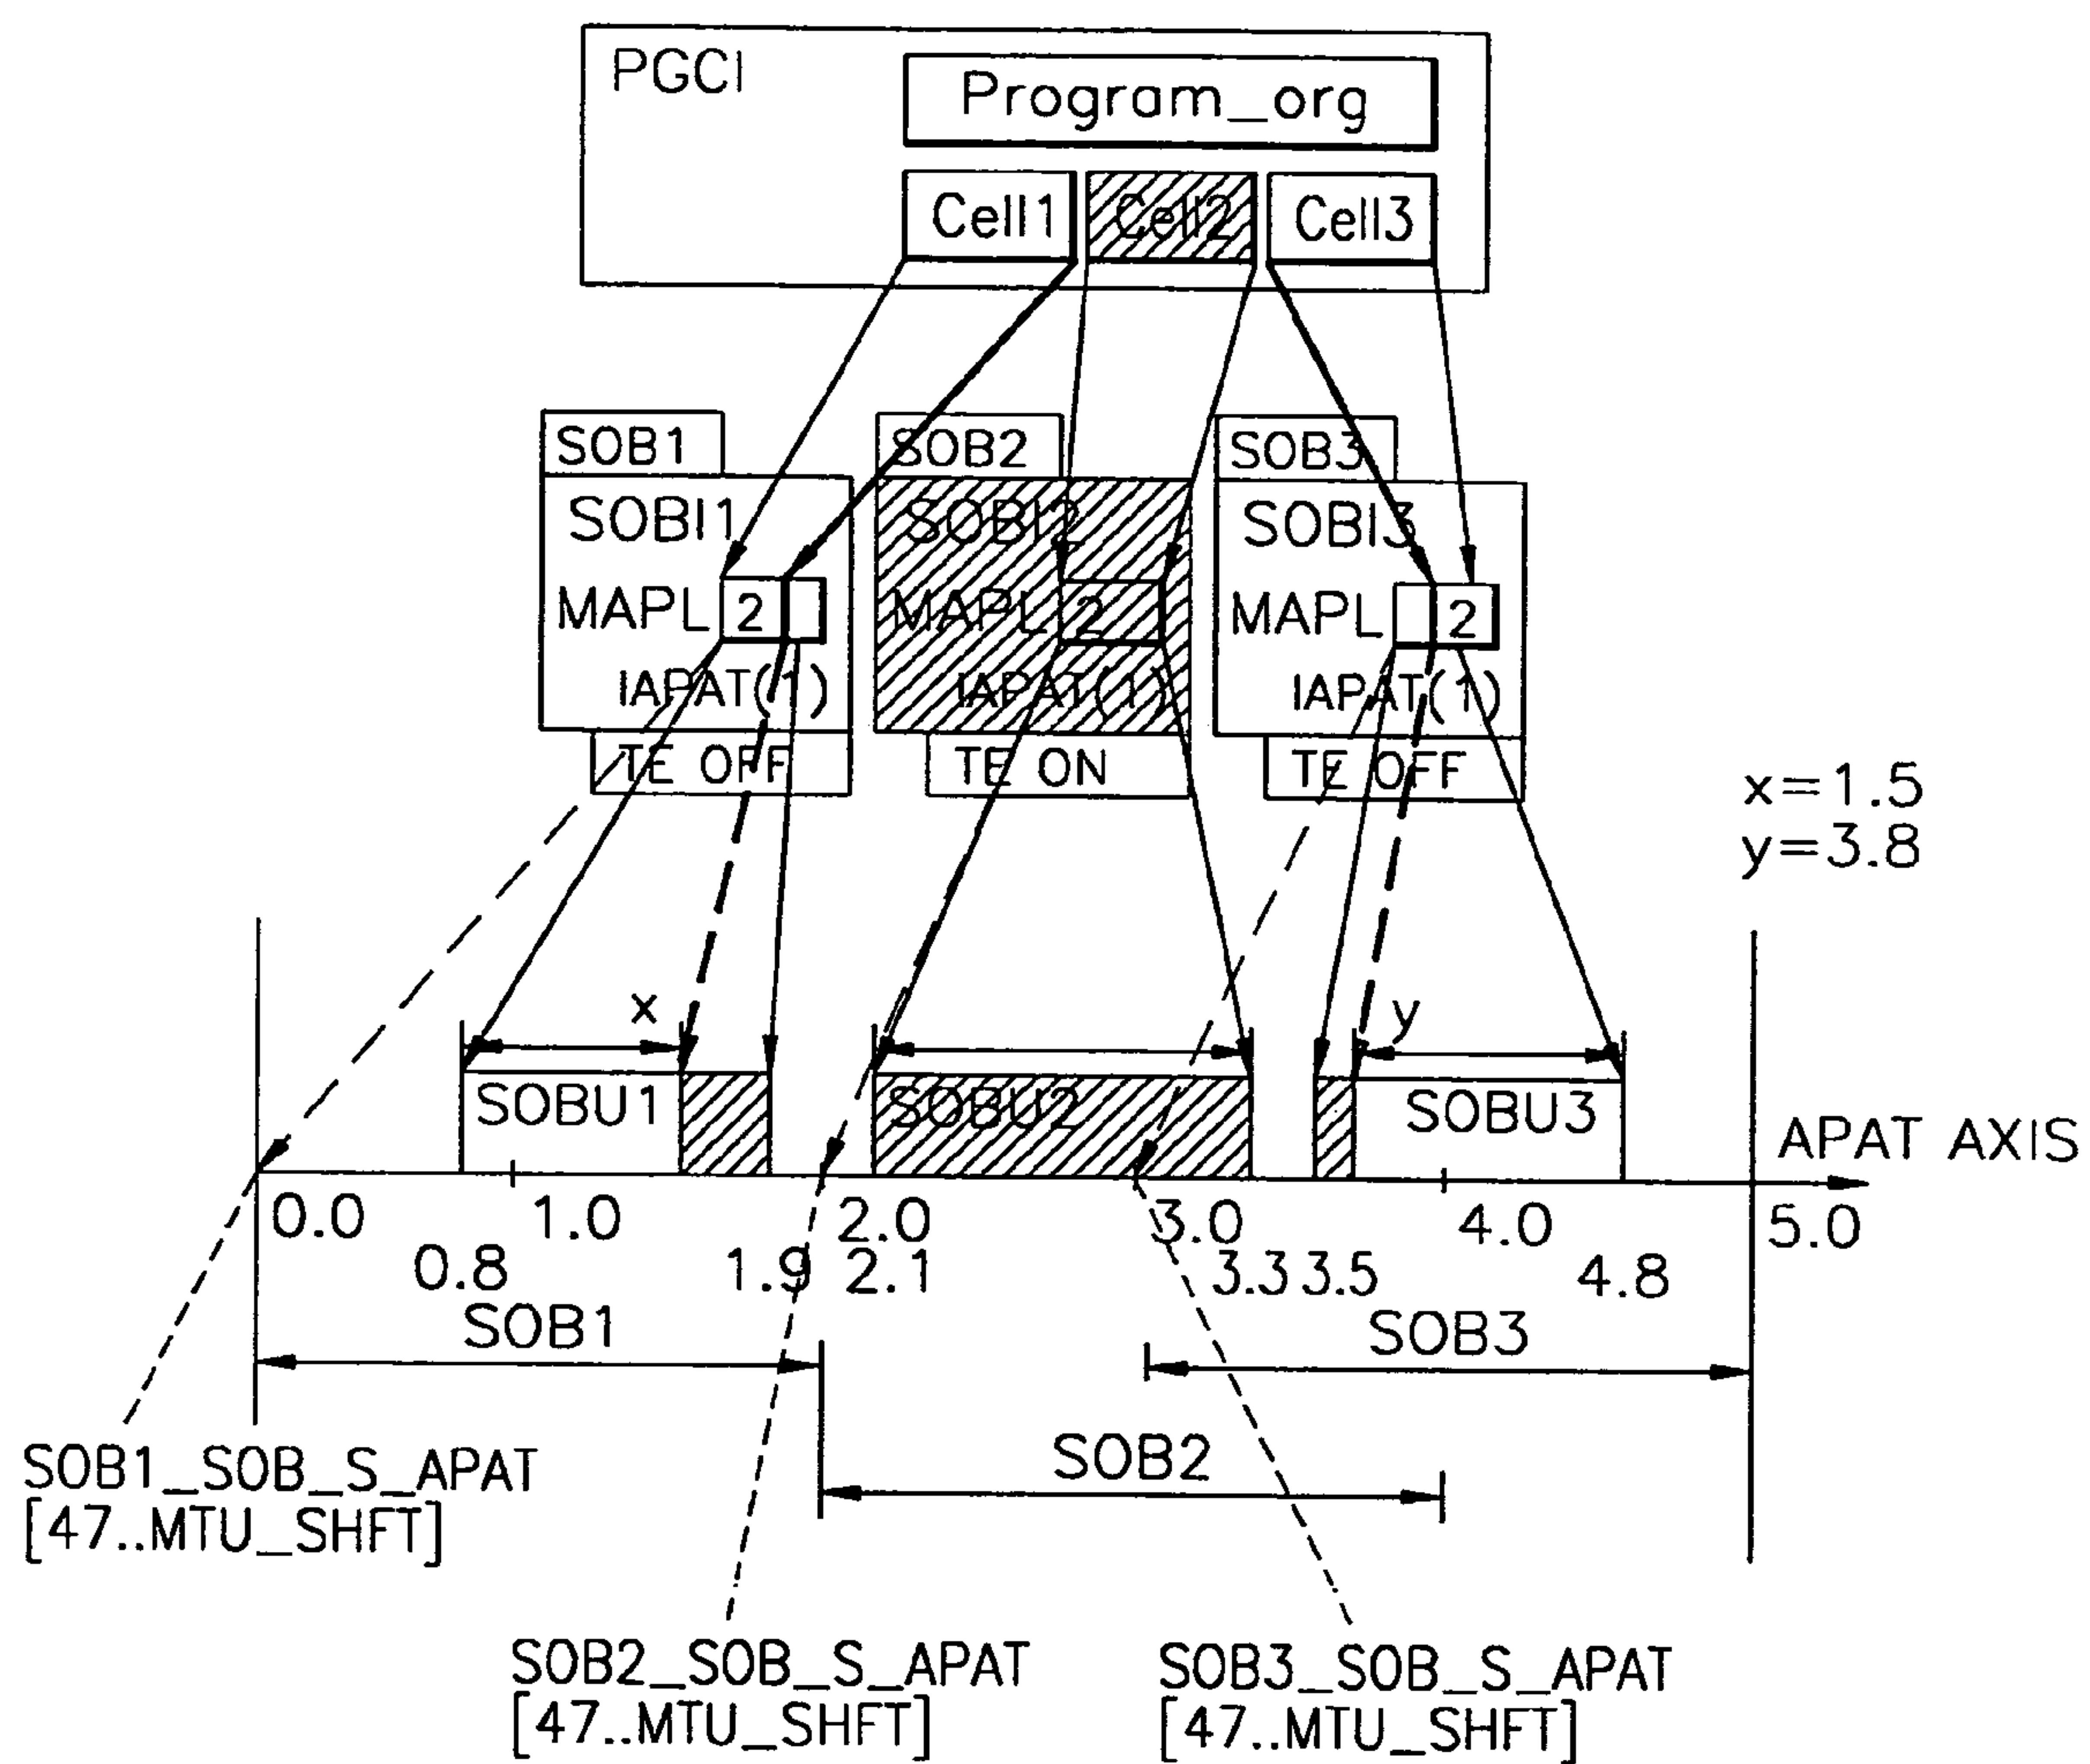 PGCI
Program_org
Cell1 Cell2 Cell3
SOB1 SOB2 SOB3
SOBI1 SOBI2 SOBI3
MAPL 2 MAPL 2 MAPL 2
IAPAT(1) IAPAT(1) IAPAT(1)
TE OFF TE ON TE OFF
x=1.5
y=3.8
x y
SOBU1 SOBU2 SOBU3
APAT AXIS
0.0 1.0 2.0 3.0 4.0 5.0
0.8 1.9 2.1 3.3 3.5 4.8
SOB1 SOB3
SOB2
SOB1_SOB_S_APAT
[47..MTU_SHFT]
SOB2_SOB_S_APAT SOB3_SOB_S_APAT
[47..MTU_SHFT] [47..MTU_SHFT]